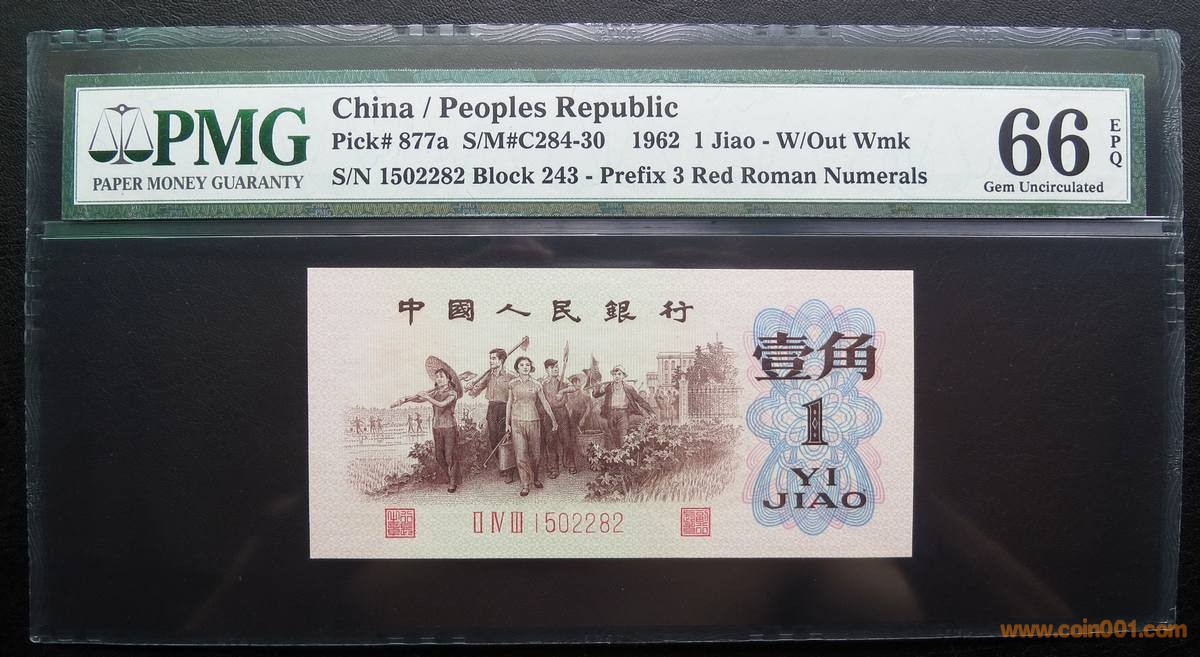 PMG
PAPER MONEY GUARANTY
China / Peoples Republic
Pick# 877a S/M#C284-30 1962 1 Jiao - W/Out Wmk
S/N 1502282 Block 243 - Prefix 3 Red Roman Numerals
66 EPQ
Gem Uncirculated
中國人民銀行
壹角
1
YI
JIAO
II IV III 1502282
www.coin001.com